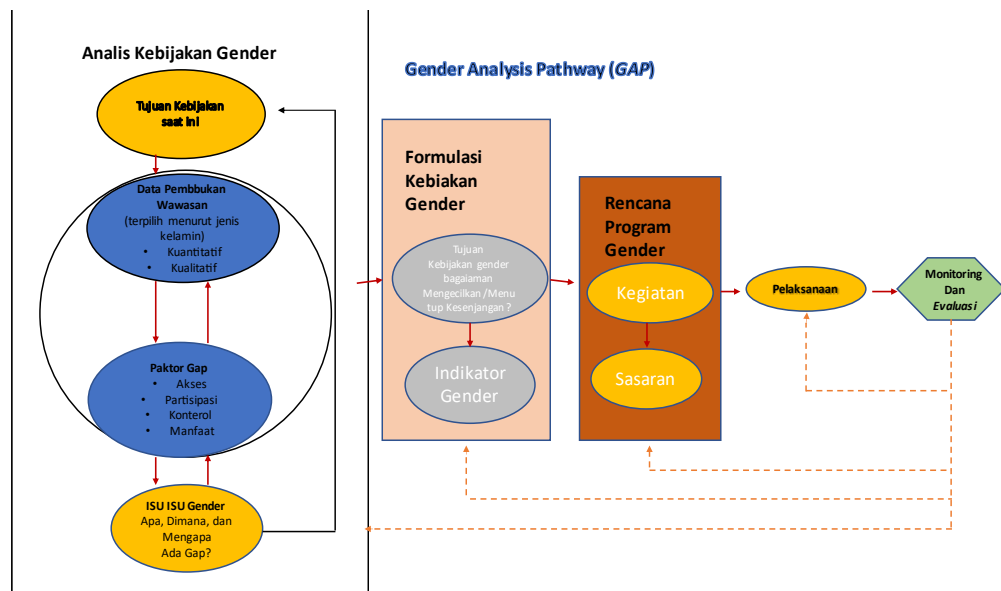 Analis Kebijakan Gender
Tujuan Kebijakan
saat Ini
Data Pembbukan
Wawasan
(terpilih menurut jenis
kelamin)
• Kuantitatif
• Kualitatif
Paktor Gap
• Akses
• Partisipasi
• Konterol
• Manfaat
ISU ISU Gender
Apa, Dimana, dan
Mengapa
Ada Gap?
Gender Analysis Pathway (GAP)
Formulasi
Kebiakan
Gender
Tujuan
Kebijakan gender
bagaiaman
Mengecilkan /Menu
tup Kesenjangan ?
Indikator
Gender
Rencana
Program
Gender
Kegiatan
Sasaran
Pelaksanaan
Monitoring
Dan
Evaluasi